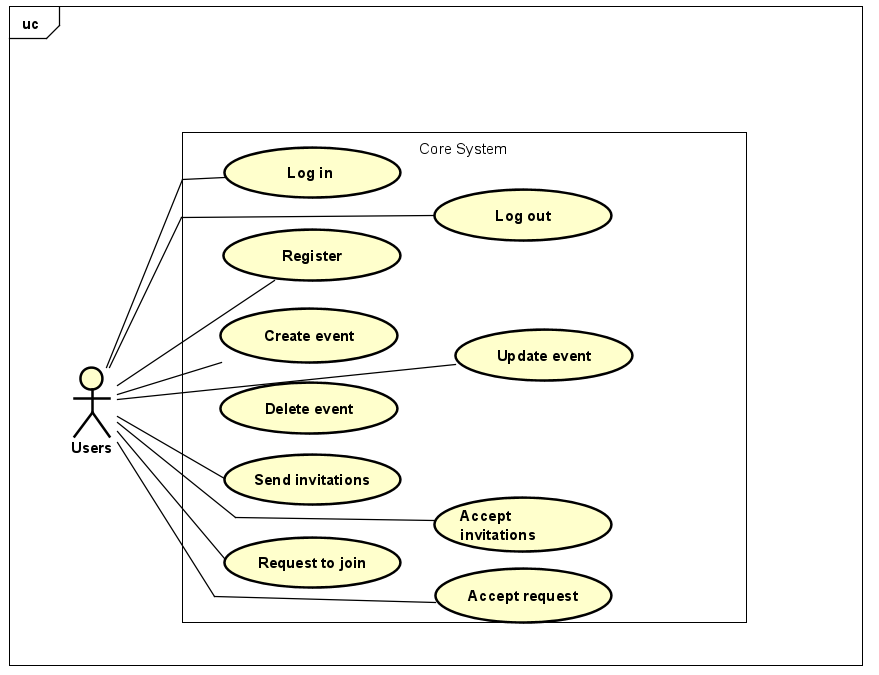 uc
Core System
Log in
Log out
Register
Create event
Update event
Delete event
Users
Send invitations
Accept
invitations
Request to join
Accept request